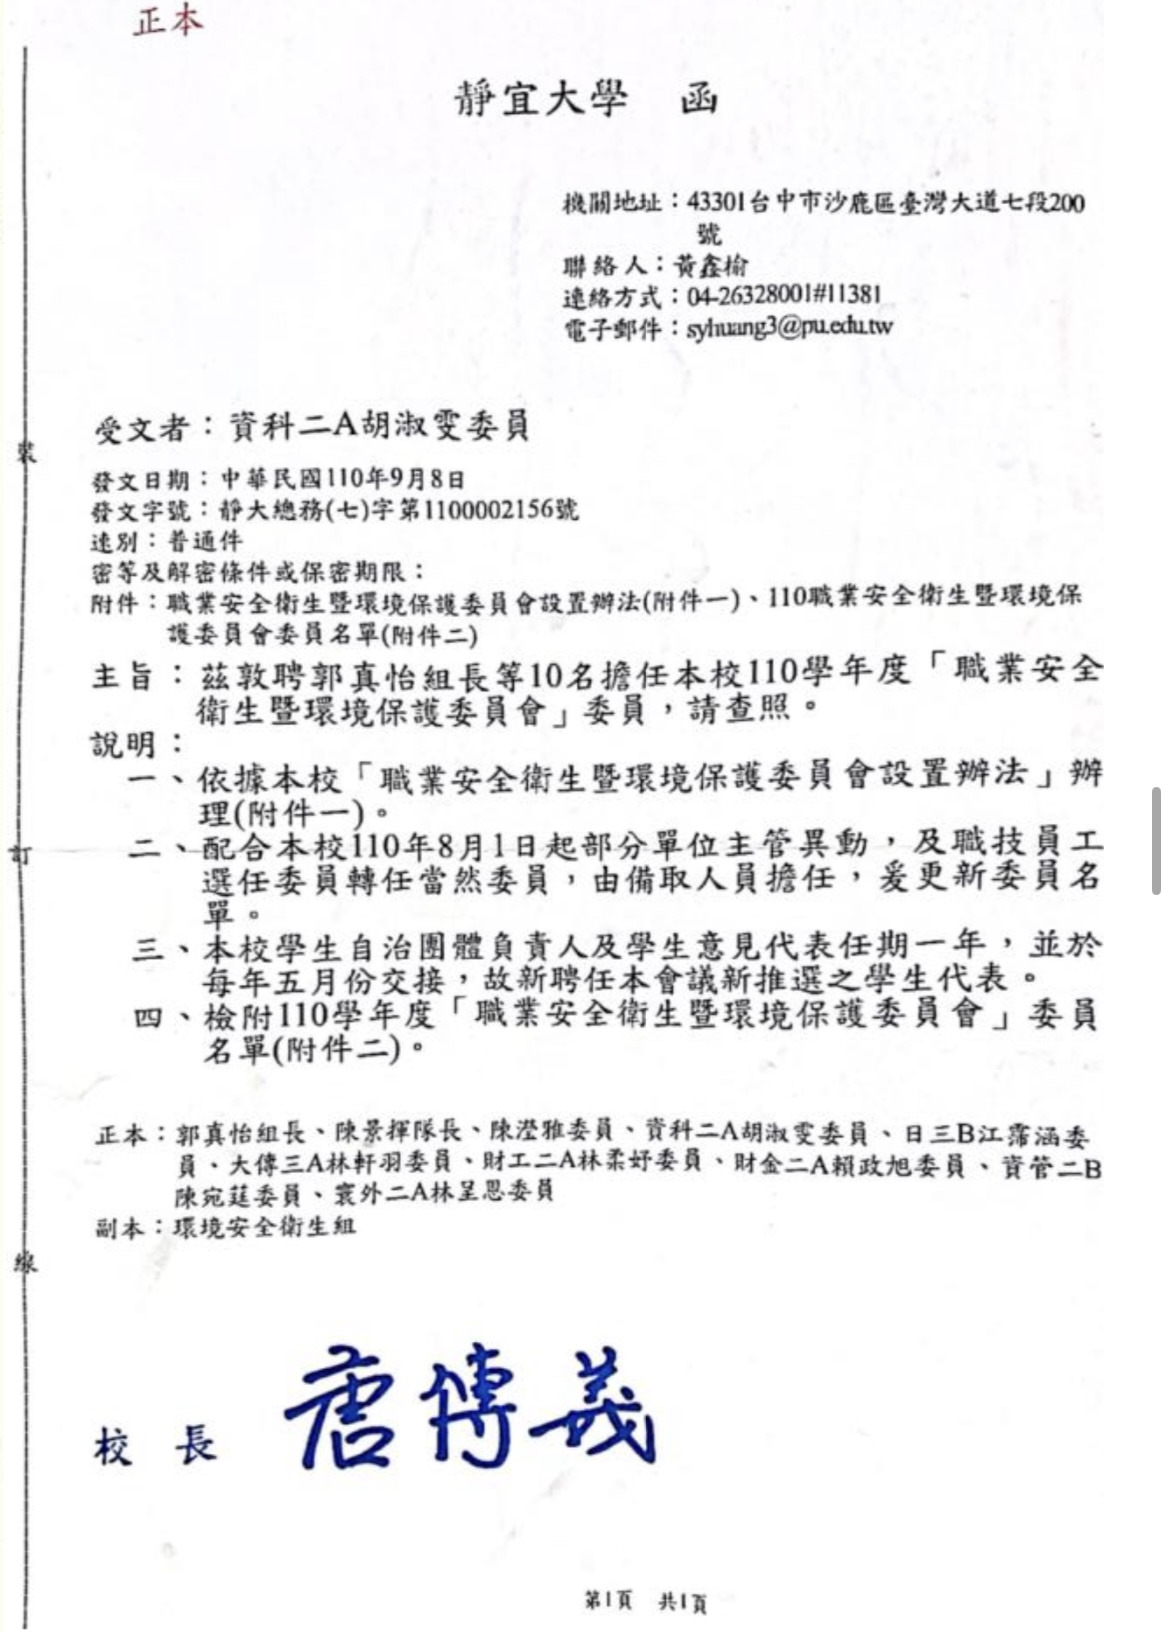 正本
靜宜大學　函
機關地址：43301台中市沙鹿區臺灣大道七段200
號
聯絡人：黃鑫榆
連絡方式：04-26328001#11381
電子郵件：syhuang3@pu.edu.tw
受文者：資科二A胡淑雯委員
裝
發文日期：中華民國110年9月8日
發文字號：靜大總務(七)字第1100002156號
速別：普通件
密等及解密條件或保密期限：
附件：職業安全衛生暨環境保護委員會設置辦法(附件一)、110職業安全衛生暨環境保
護委員會委員名單(附件二)
主旨：茲敦聘郭真怡組長等10名擔任本校110學年度「職業安全
衛生暨環境保護委員會」委員，請查照。
說明：
一、依據本校「職業安全衛生暨環境保護委員會設置辦法」辦
理(附件一)。
訂
二、配合本校110年8月1日起部分單位主管異動，及職技員工
選任委員轉任當然委員，由備取人員擔任，爰更新委員名
單。
三、本校學生自治團體負責人及學生意見代表任期一年，並於
每年五月份交接，故新聘任本會議新推選之學生代表。
四、檢附110學年度「職業安全衛生暨環境保護委員會」委員
名單(附件二)。
正本：郭真怡組長、陳景揮隊長、陳瀅雅委員、資科二A胡淑雯委員、日三B江霈涵委
員、大傳三A林軒羽委員、財工二A林柔妤委員、財金二A賴政旭委員、資管二B
陳宛莛委員、寰外二A林呈恩委員
副本：環境安全衛生組
線
校長　唐傳義
第1頁　共1頁